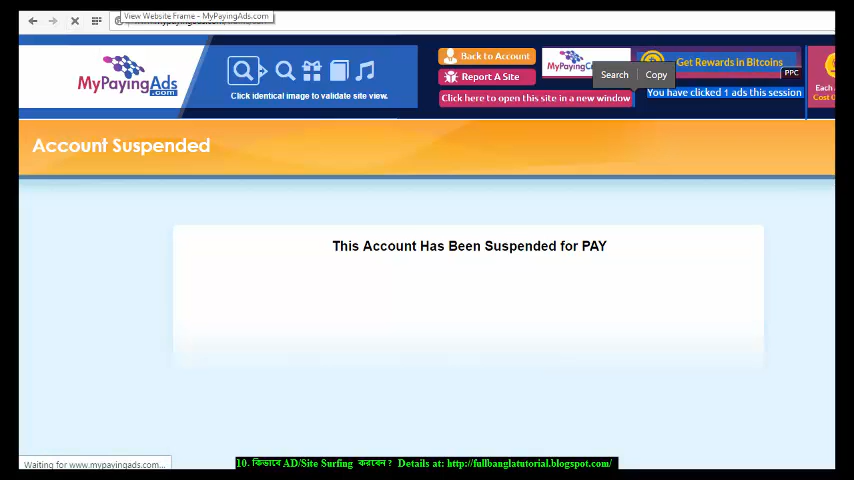 View Website Frame - MyPayingAds.com
MyPayingAds
.com
Click identical image to validate site view.
Back to Account
Report A Site
Click here to open this site in a new window
Search
Copy
Get Rewards in Bitcoins
PPC
You have clicked 1 ads this session
Each
Account Suspended
This Account Has Been Suspended for PAY
Waiting for www.mypayingads.com...
10. কিভাবে AD/Site Surfing করবেন ? Details at: http://fullbanglatutorial.blogspot.com/